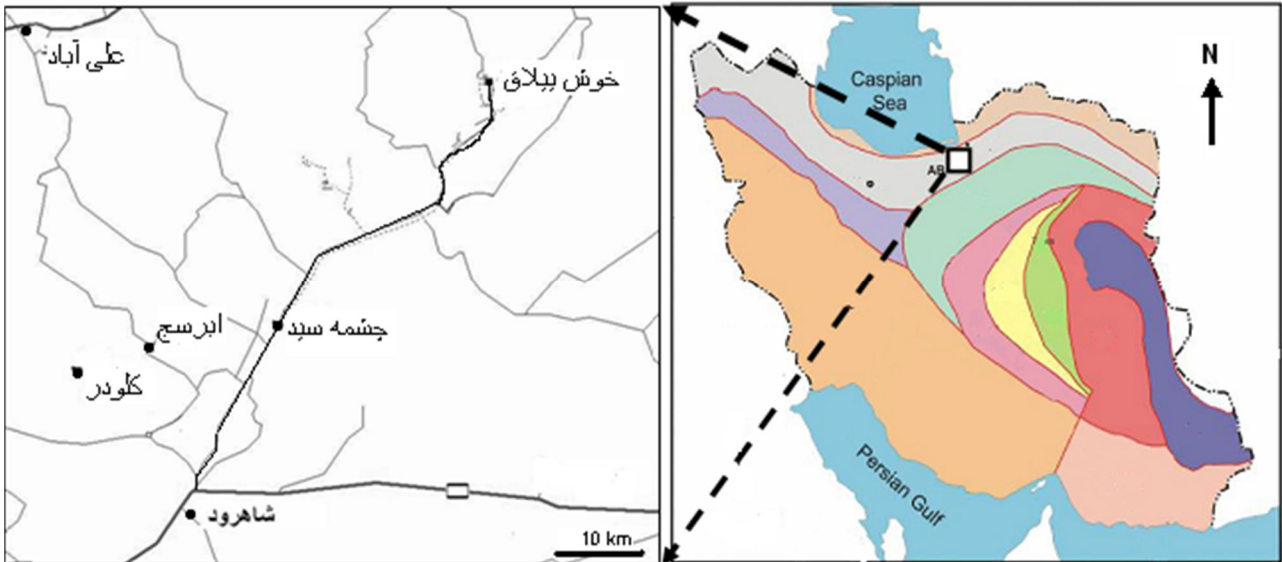 علی آباد
خوش ییلاق
چشمه سید
ابرسج
کلودر
شاهرود
10 km
Caspian
Sea
N
AB
Persian Gulf